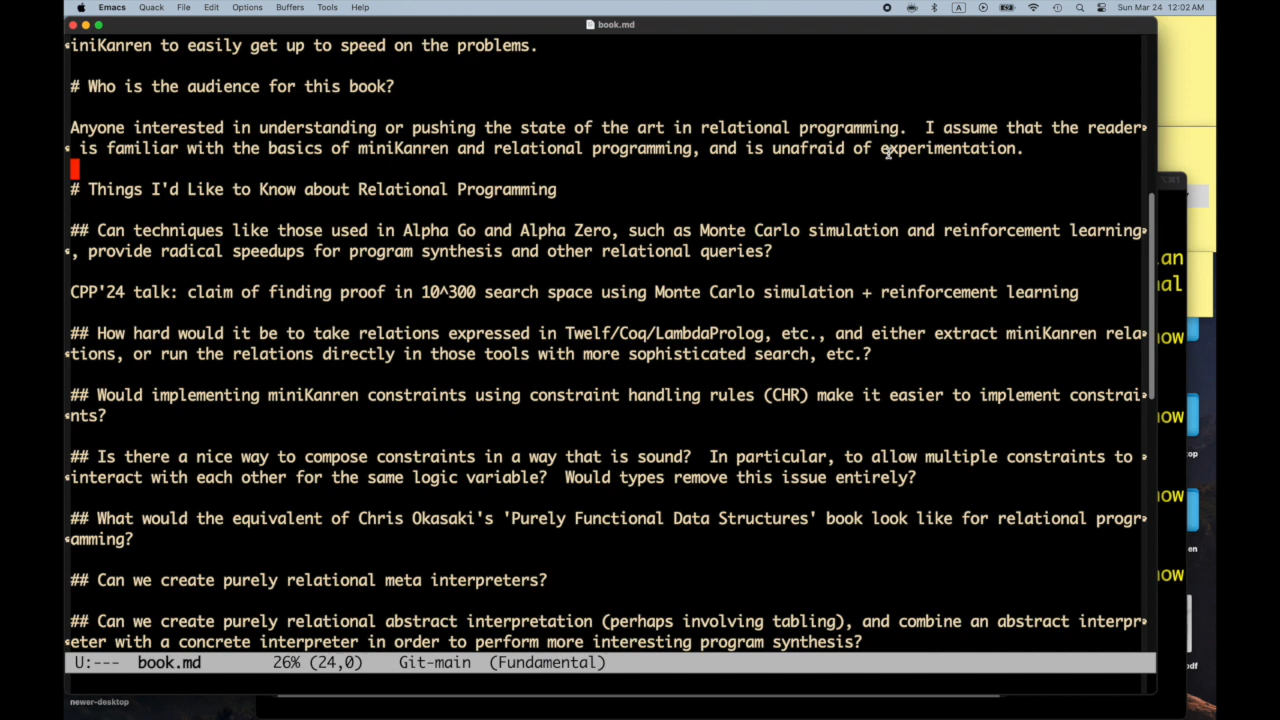 Emacs Quack File Edit Options Buffers Tools Help A Sun Mar 24 12:02 AM
book.md
iniKanren to easily get up to speed on the problems.
# Who is the audience for this book?
Anyone interested in understanding or pushing the state of the art in relational programming.  I assume that the reader
 is familiar with the basics of miniKanren and relational programming, and is unafraid of experimentation.
# Things I'd Like to Know about Relational Programming
## Can techniques like those used in Alpha Go and Alpha Zero, such as Monte Carlo simulation and reinforcement learning
, provide radical speedups for program synthesis and other relational queries?
CPP'24 talk: claim of finding proof in 10^300 search space using Monte Carlo simulation + reinforcement learning
## How hard would it be to take relations expressed in Twelf/Coq/LambdaProlog, etc., and either extract miniKanren rela
tions, or run the relations directly in those tools with more sophisticated search, etc.?
## Would implementing miniKanren constraints using constraint handling rules (CHR) make it easier to implement constrai
nts?
## Is there a nice way to compose constraints in a way that is sound?  In particular, to allow multiple constraints to
interact with each other for the same logic variable?  Would types remove this issue entirely?
## What would the equivalent of Chris Okasaki's 'Purely Functional Data Structures' book look like for relational progr
amming?
## Can we create purely relational meta interpreters?
## Can we create purely relational abstract interpretation (perhaps involving tabling), and combine an abstract interpr
eter with a concrete interpreter in order to perform more interesting program synthesis?
U:--- book.md 26% (24,0) Git-main (Fundamental)
newer-desktop
lan
nal
now
now
top
now
en
now
pdf